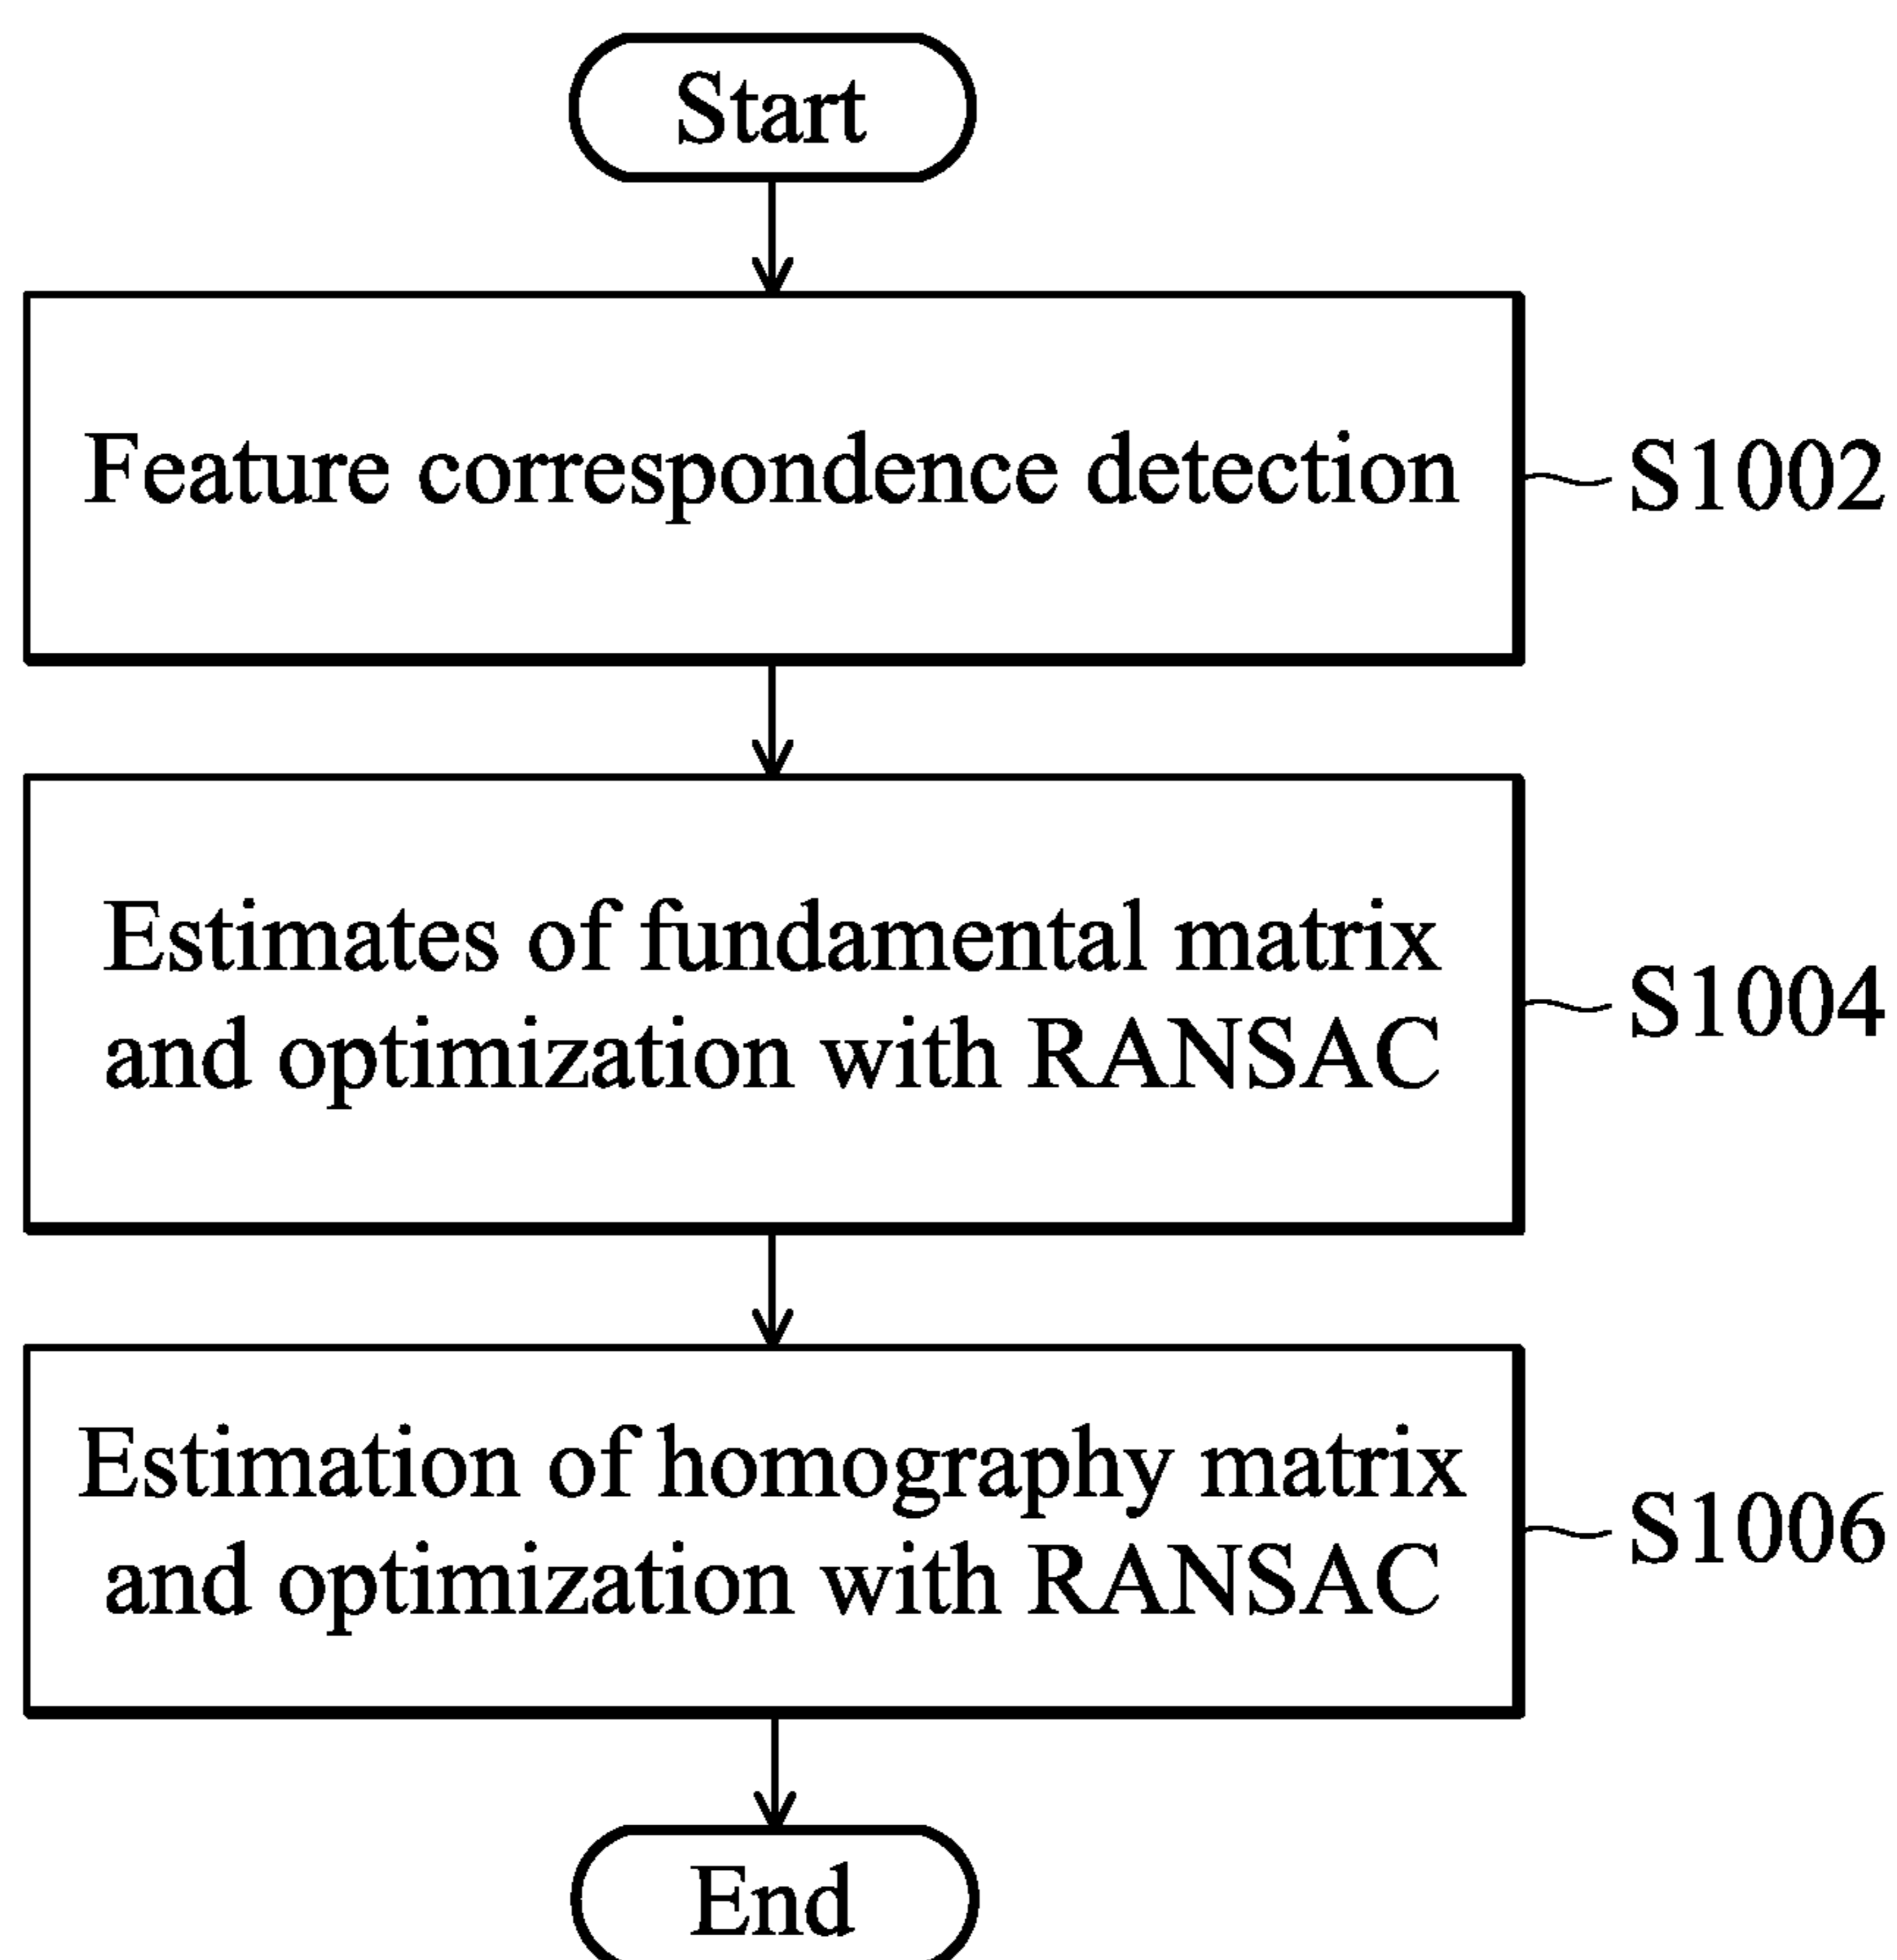 Start
Feature correspondence detection
S1002
Estimates of fundamental matrix
and optimization with RANSAC
S1004
Estimation of homography matrix
and optimization with RANSAC
S1006
End